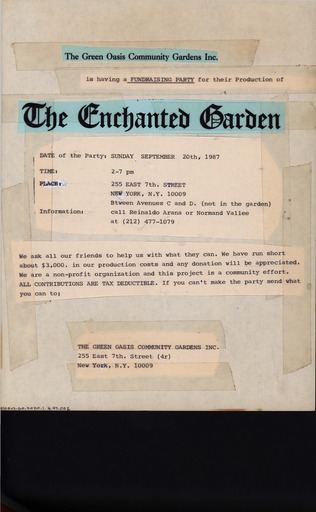 The Green Oasis Community Gardens Inc.
is having a FUNDRAISING PARTY for their Production of
The Enchanted Garden
DATE of the Party: SUNDAY SEPTEMBER 20th, 1987
TIME: 2-7 pm
PLACE: 255 EAST 7th. STREET
NEW YORK, N.Y. 10009
Btween Avenues C and D. (not in the garden)
Information: call Reinaldo Arana or Normand Vallee
at (212) 477-1079
We ask all our friends to help us with what they can. We have run short
about $3,000. in our production costs and any donation will be appreciated.
We are a non-profit organization and this project is a community effort.
ALL CONTRIBUTIONS ARE TAX DEDUCTIBLE. If you can't make the party send what
you can to:
THE GREEN OASIS COMMUNITY GARDENS INC.
255 East 7th. Street (4r)
New York, N.Y. 10009